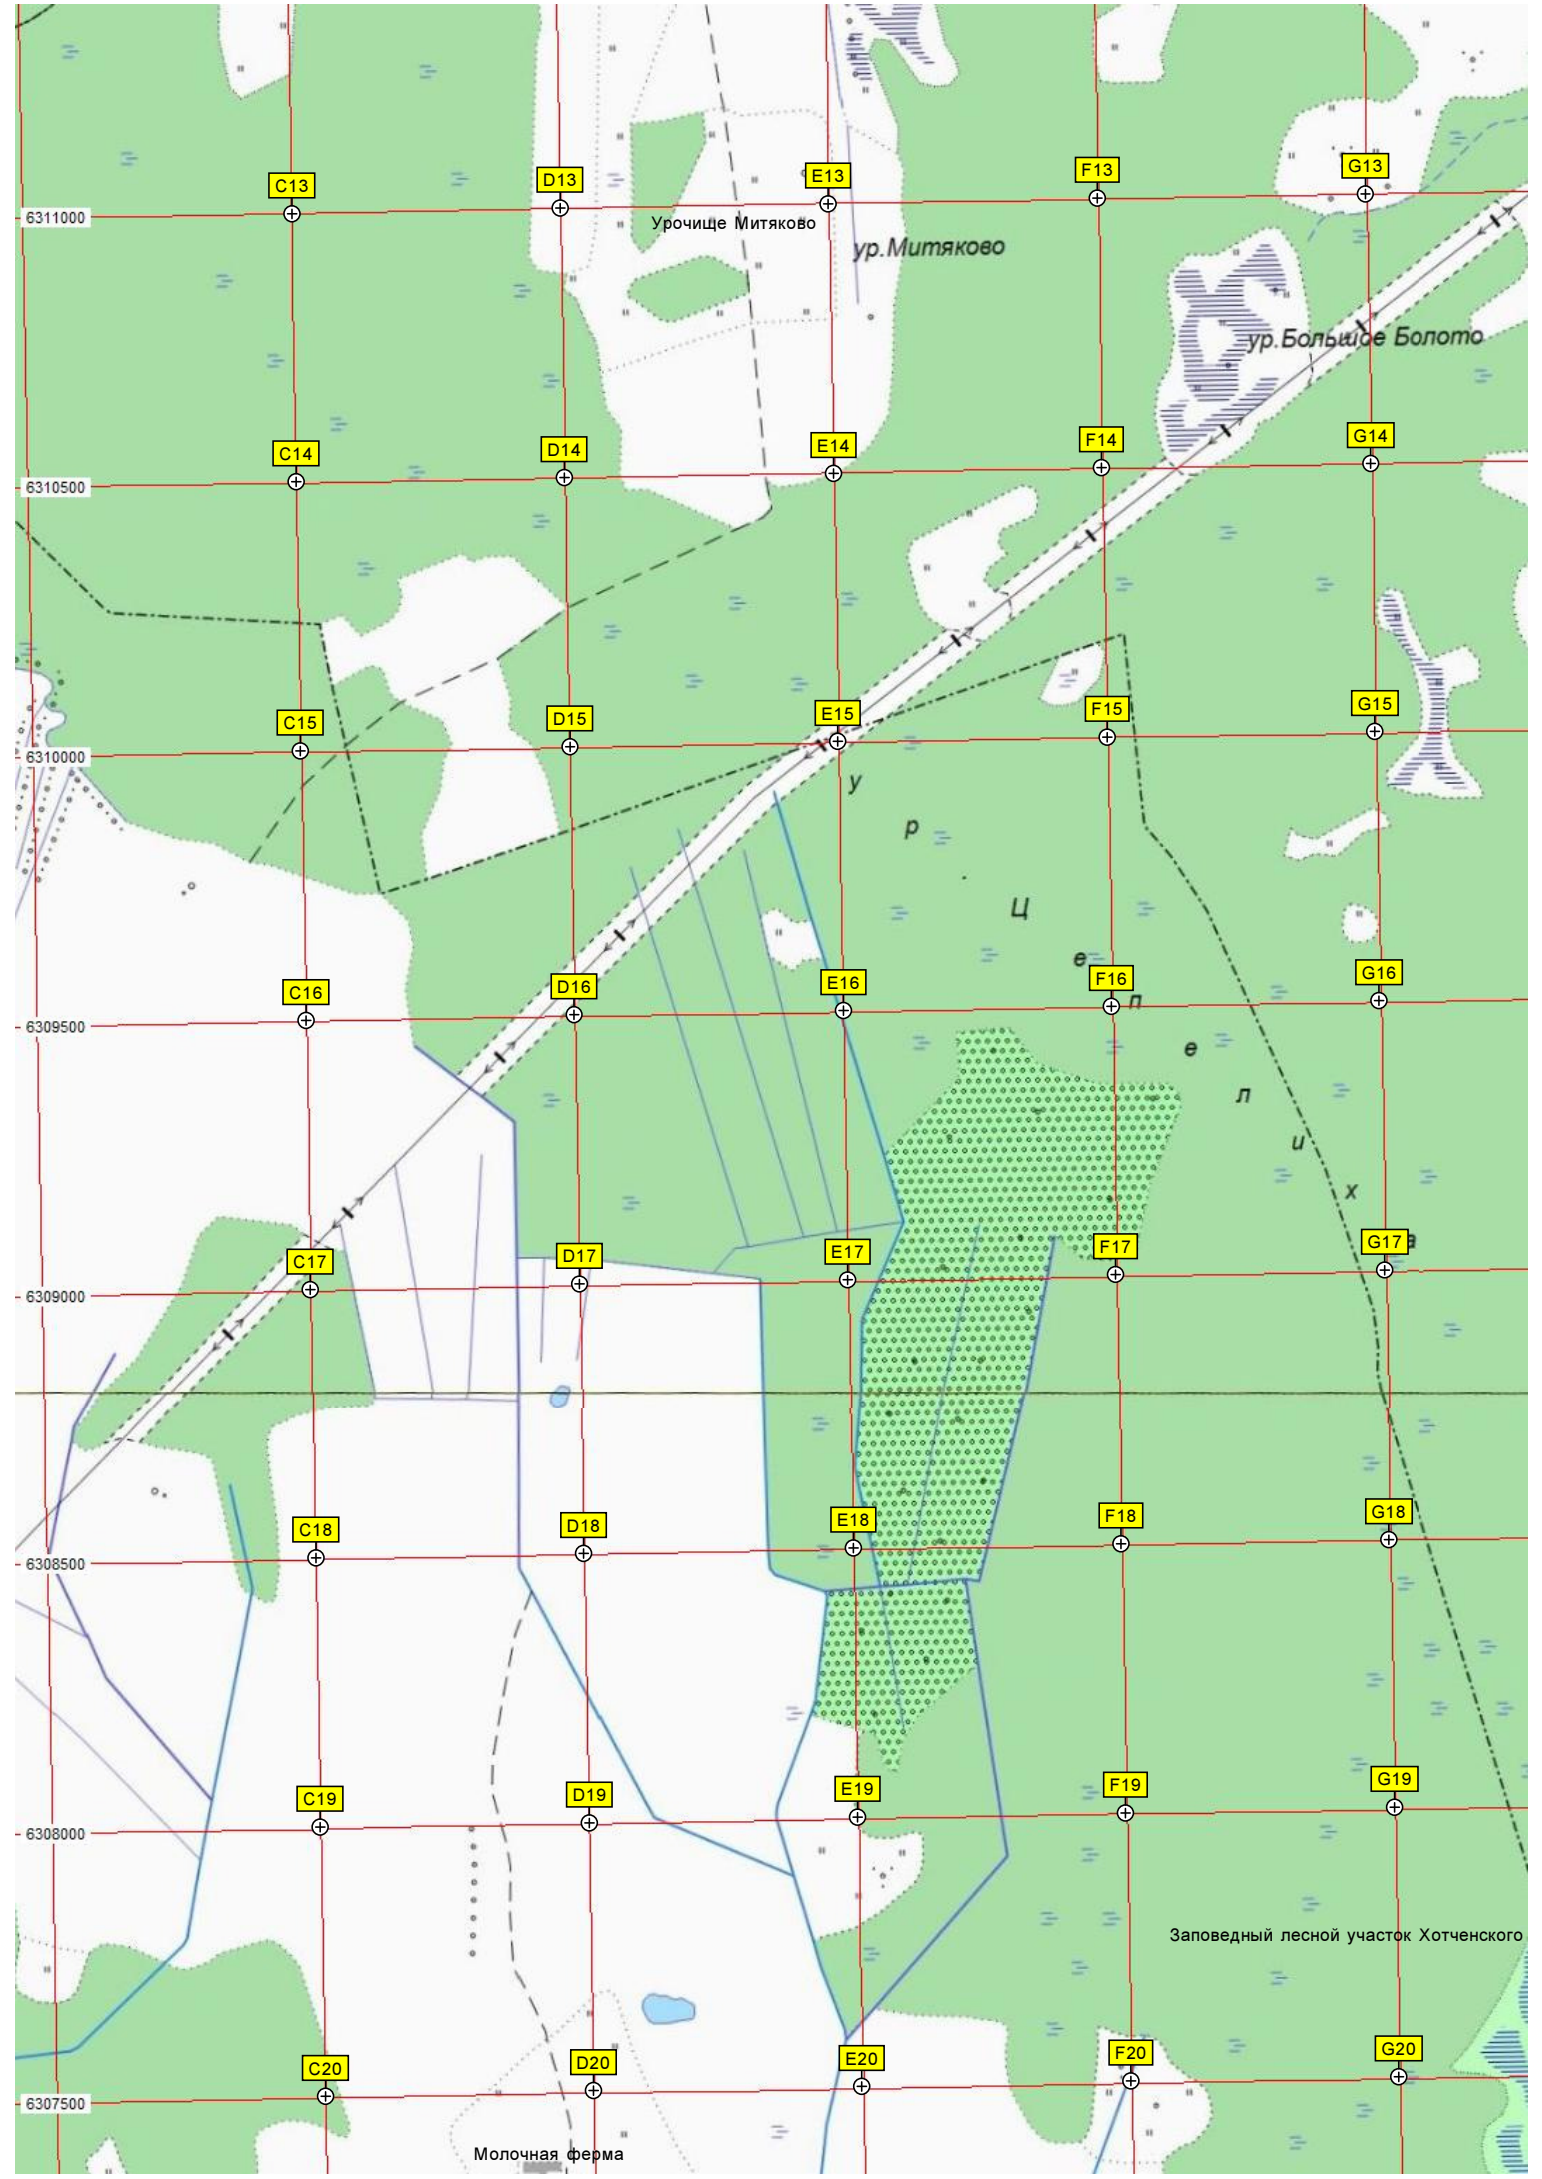 C13
D13
E13
F13
G13
6311000
Урочище Митяково
ур.Митяково
ур.Большое Болото
C14
D14
E14
F14
G14
6310500
C15
D15
E15
F15
G15
6310000
у
р
.
Ц
е
п
е
л
и
х
а
C16
D16
E16
F16
G16
6309500
C17
D17
E17
F17
G17
6309000
C18
D18
E18
F18
G18
6308500
C19
D19
E19
F19
G19
6308000
Заповедный лесной участок Хотченского
C20
D20
E20
F20
G20
6307500
Молочная ферма